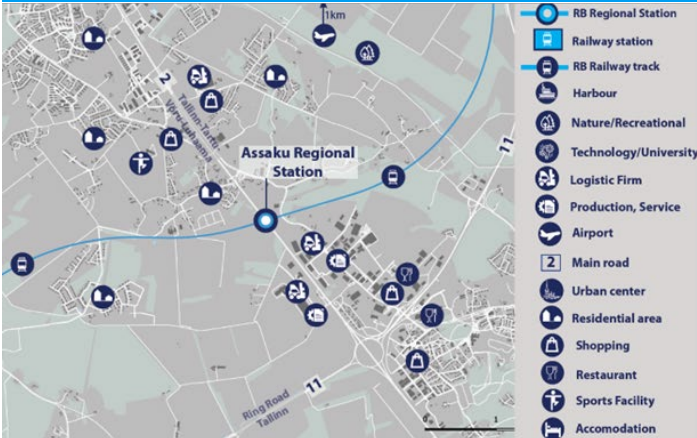 1km
2
Tallinn-Tartu
Võru-Luhamaa
Assaku Regional
Station
11
11
Ring Road
Tallinn
0
1
RB Regional Station
Railway station
RB Railway track
Harbour
Nature/Recreational
Technology/University
Logistic Firm
Production, Service
Airport
2
Main road
Urban center
Residential area
Shopping
Restaurant
Sports Facility
Accomodation